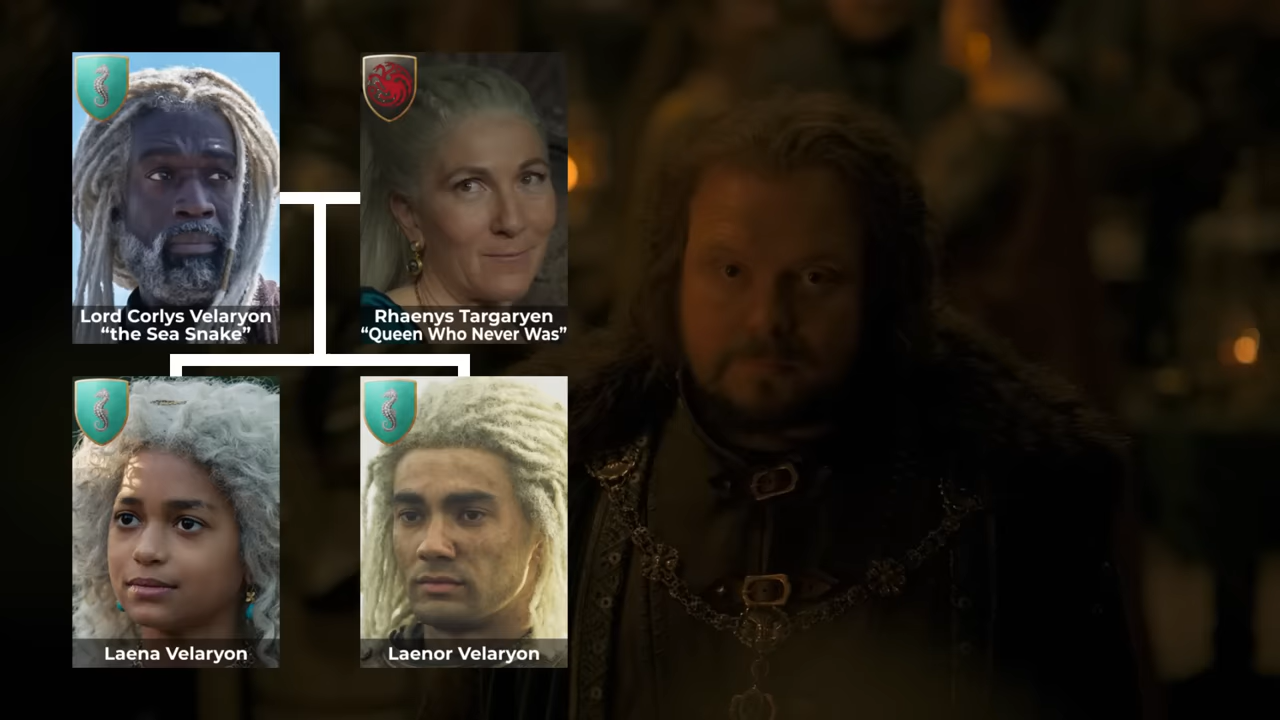 Lord Corlys Velaryon
“the Sea Snake”
Rhaenys Targaryen
“Queen Who Never Was”
Laena Velaryon
Laenor Velaryon